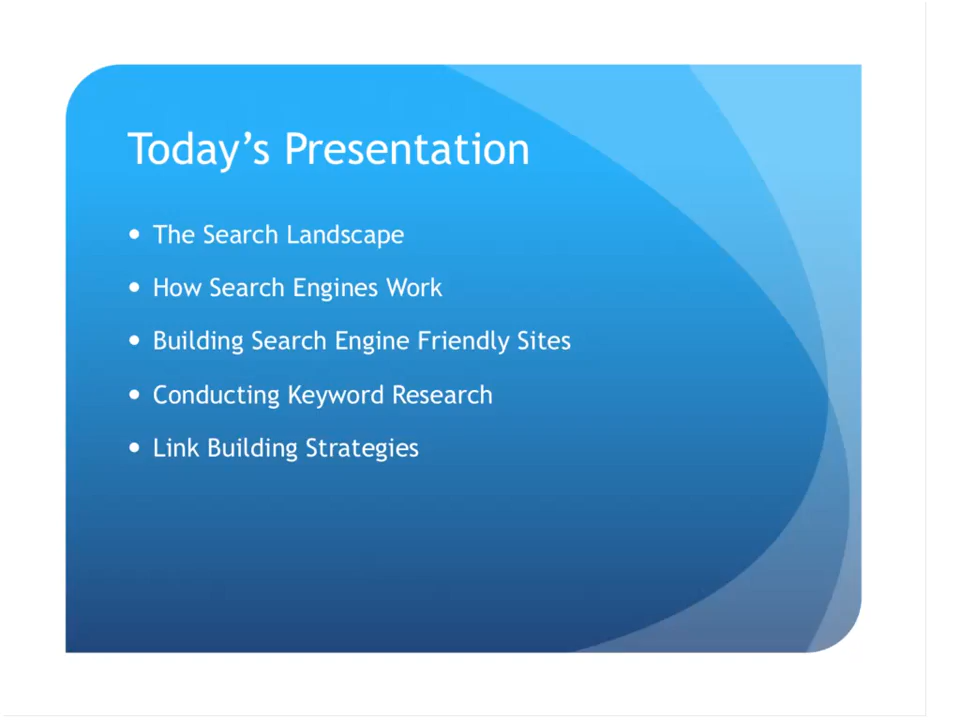 Today’s Presentation
• The Search Landscape
• How Search Engines Work
• Building Search Engine Friendly Sites
• Conducting Keyword Research
• Link Building Strategies